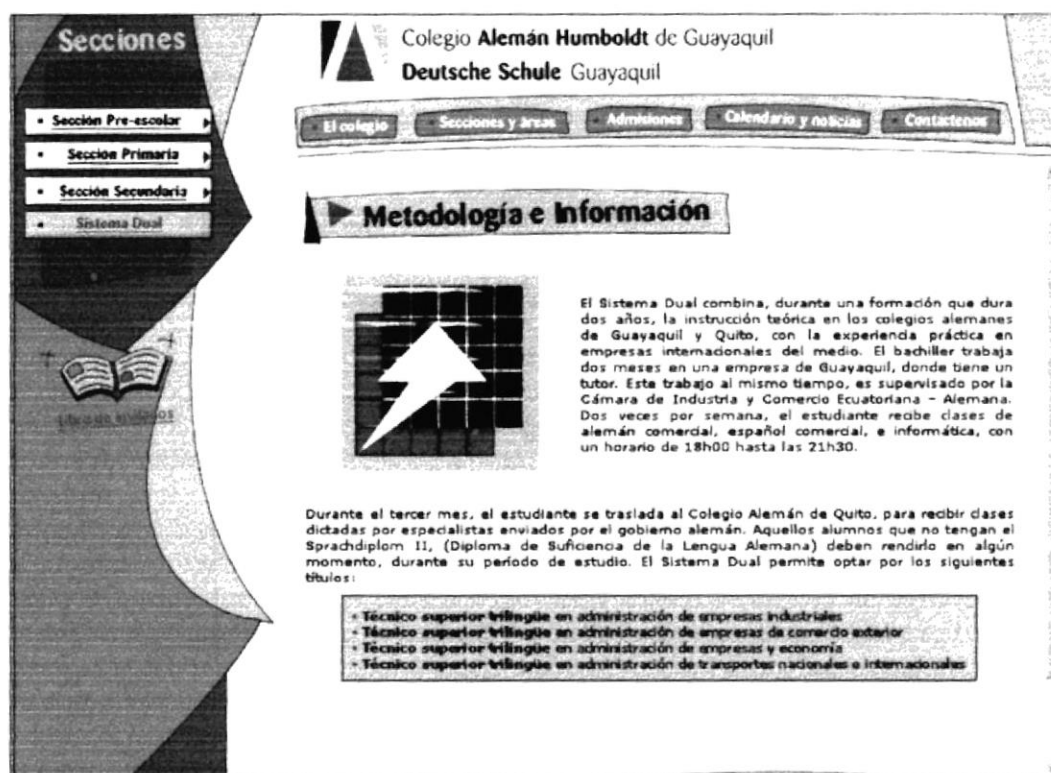 Secciones
Sección Pre-escolar
Sección Primaria
Sección Secundaria
Sistema Dual
Libro de invitados
Colegio Alemán Humboldt de Guayaquil
Deutsche Schule Guayaquil
El colegio
Secciones y áreas
Admisiones
Calendario y noticias
Contáctenos
Metodología e Información
El Sistema Dual combina, durante una formación que dura
dos años, la instrucción teórica en los colegios alemanes
de Guayaquil y Quito, con la experiencia práctica en
empresas internacionales del medio. El bachiller trabaja
dos meses en una empresa de Guayaquil, donde tiene un
tutor. Este trabajo al mismo tiempo, es supervisado por la
Cámara de Industria y Comercio Ecuatoriana - Alemana.
Dos veces por semana, el estudiante recibe clases de
alemán comercial, español comercial, e informática, con
un horario de 18h00 hasta las 21h30.
Durante el tercer mes, el estudiante se traslada al Colegio Alemán de Quito, para recibir clases
dictadas por especialistas enviados por el gobierno alemán. Aquellos alumnos que no tengan el
Sprachdiplom II, (Diploma de Suficiencia de la Lengua Alemana) deben rendirlo en algún
momento, durante su período de estudio. El Sistema Dual permite optar por los siguientes
títulos:
• Técnico superior trilingüe en administración de empresas industriales
• Técnico superior trilingüe en administración de empresas de comercio exterior
• Técnico superior trilingüe en administración de empresas y economía
• Técnico superior trilingüe en administración de transportes nacionales e internacionales